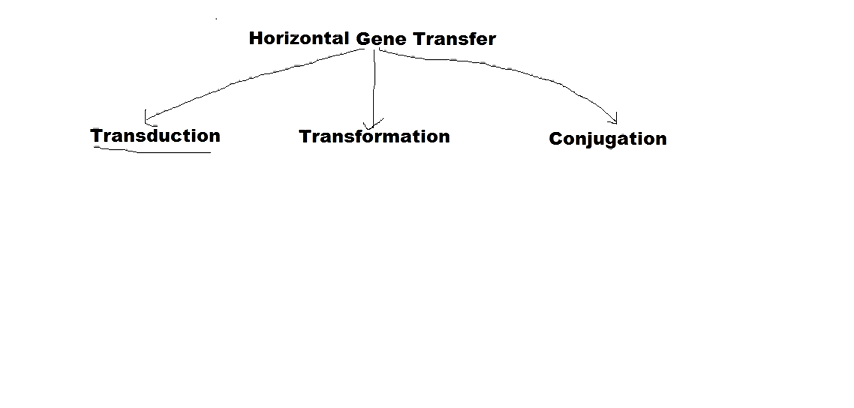 Horizontal Gene Transfer
Transduction
Transformation
Conjugation